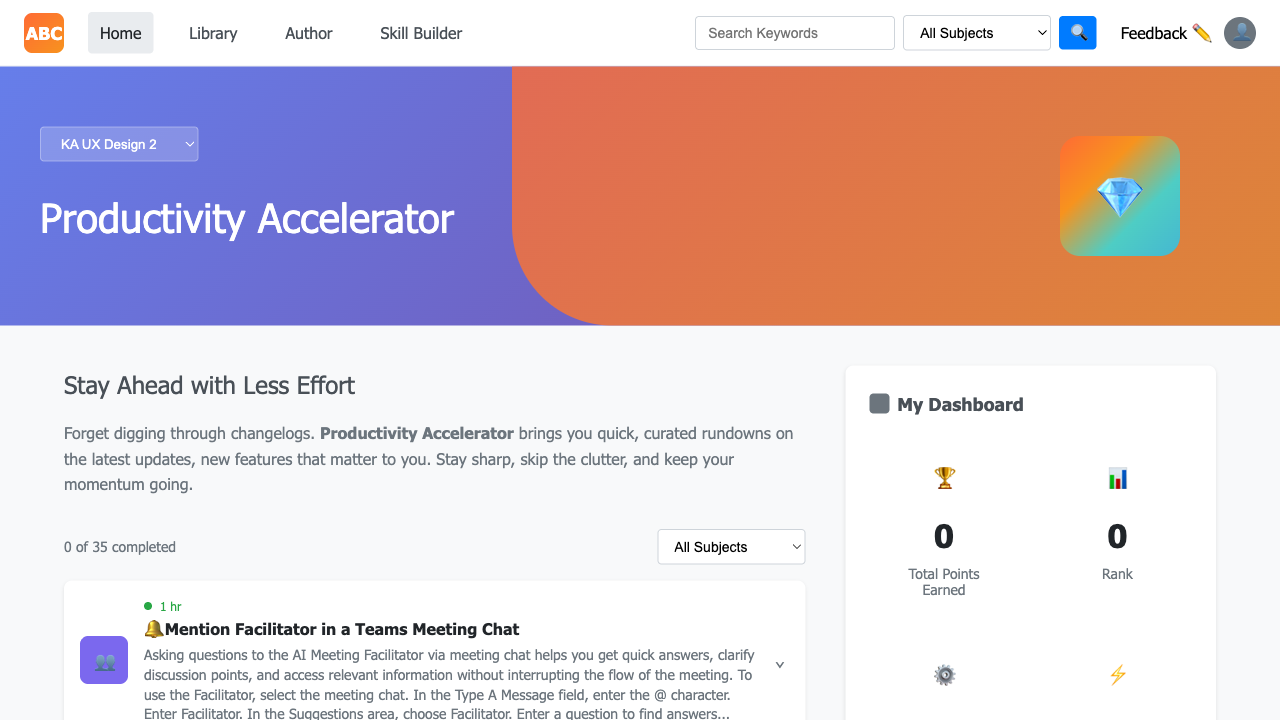 ABC
Home
Library
Author
Skill Builder
Search Keywords
All Subjects
Feedback
KA UX Design 2
Productivity Accelerator
Stay Ahead with Less Effort
Forget digging through changelogs. Productivity Accelerator brings you quick, curated rundowns on
the latest updates, new features that matter to you. Stay sharp, skip the clutter, and keep your
momentum going.
0 of 35 completed
All Subjects
1 hr
Mention Facilitator in a Teams Meeting Chat
Asking questions to the AI Meeting Facilitator via meeting chat helps you get quick answers, clarify
discussion points, and access relevant information without interrupting the flow of the meeting. To
use the Facilitator, select the meeting chat. In the Type A Message field, enter the @ character.
Enter Facilitator. In the Suggestions area, choose Facilitator. Enter a question to find answers...
My Dashboard
0
Total Points
Earned
0
Rank